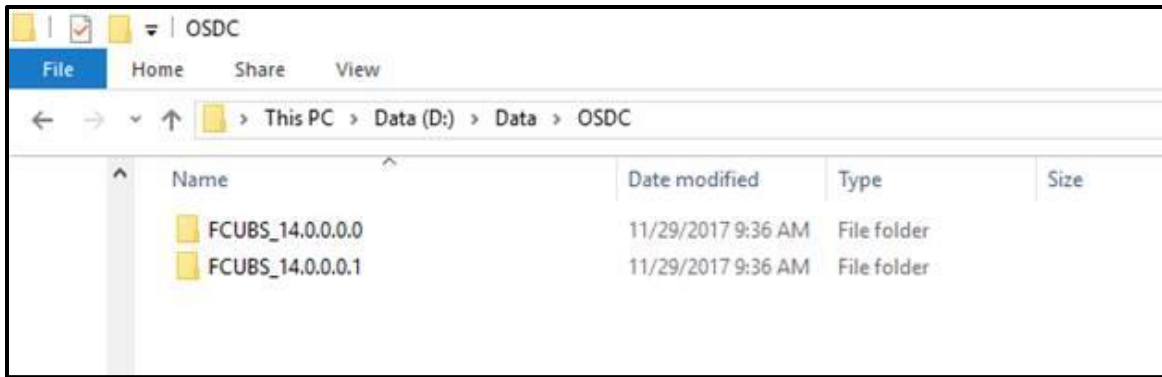 OSDC
File Home Share View
This PC > Data (D:) > Data > OSDC
Name Date modified Type Size
FCUBS_14.0.0.0.0 11/29/2017 9:36 AM File folder
FCUBS_14.0.0.0.1 11/29/2017 9:36 AM File folder